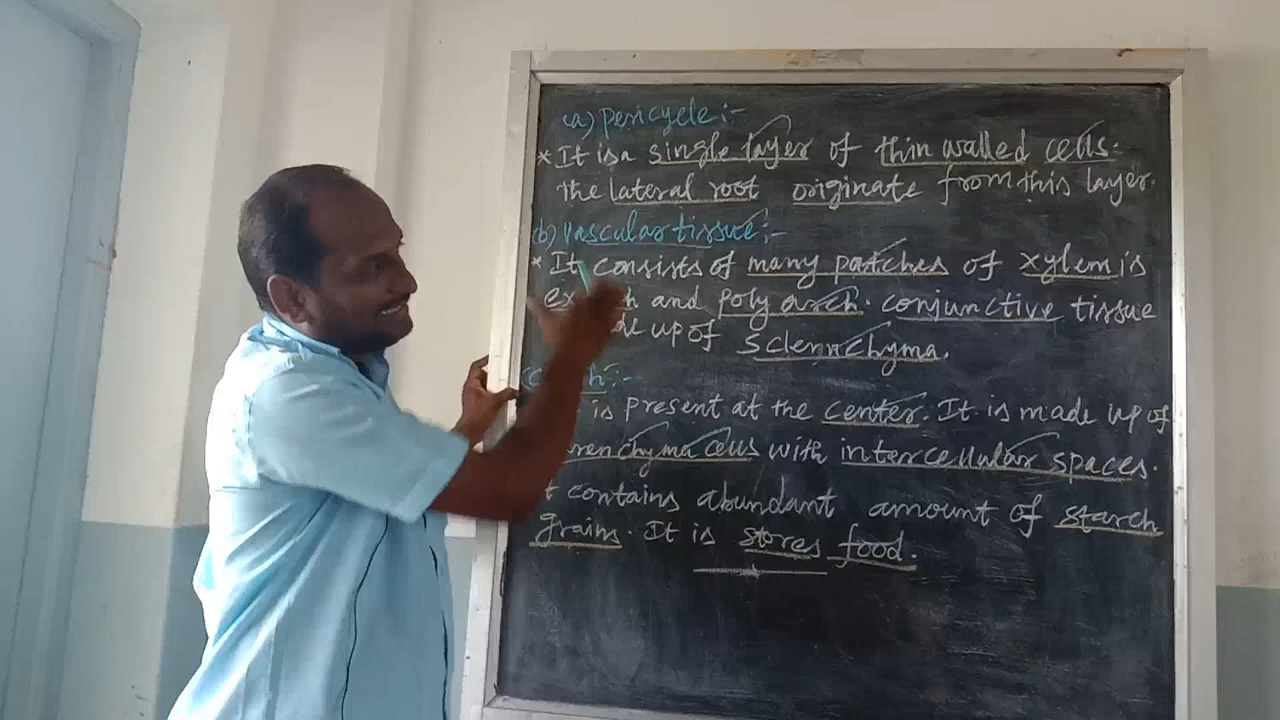 (a) Pericycle :-
* It is a single layer of thin walled cells.
The lateral root originate from this layer.
(b) Vascular tissue :-
* It consists of many patches of xylem is
and poly arch. conjunctive tissue
up of sclerenchyma.
is present at the center. It is made up of
cells with intercellular spaces.
contains abundant amount of starch
grains. It is stores food.